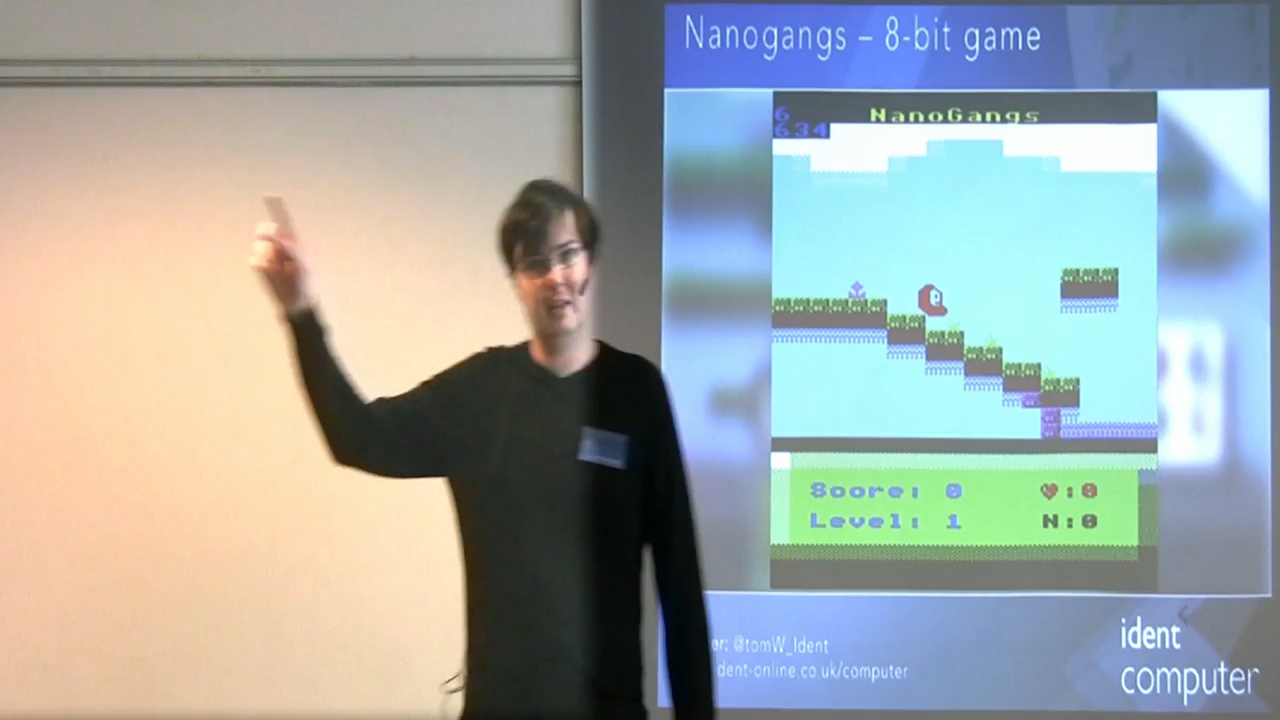 Nanogangs – 8-bit game
6
634
NanoGangs
Score: 0
♥:0
Level: 1
N:0
er: @tomW_Ident
dent-online.co.uk/computer
ident
computer